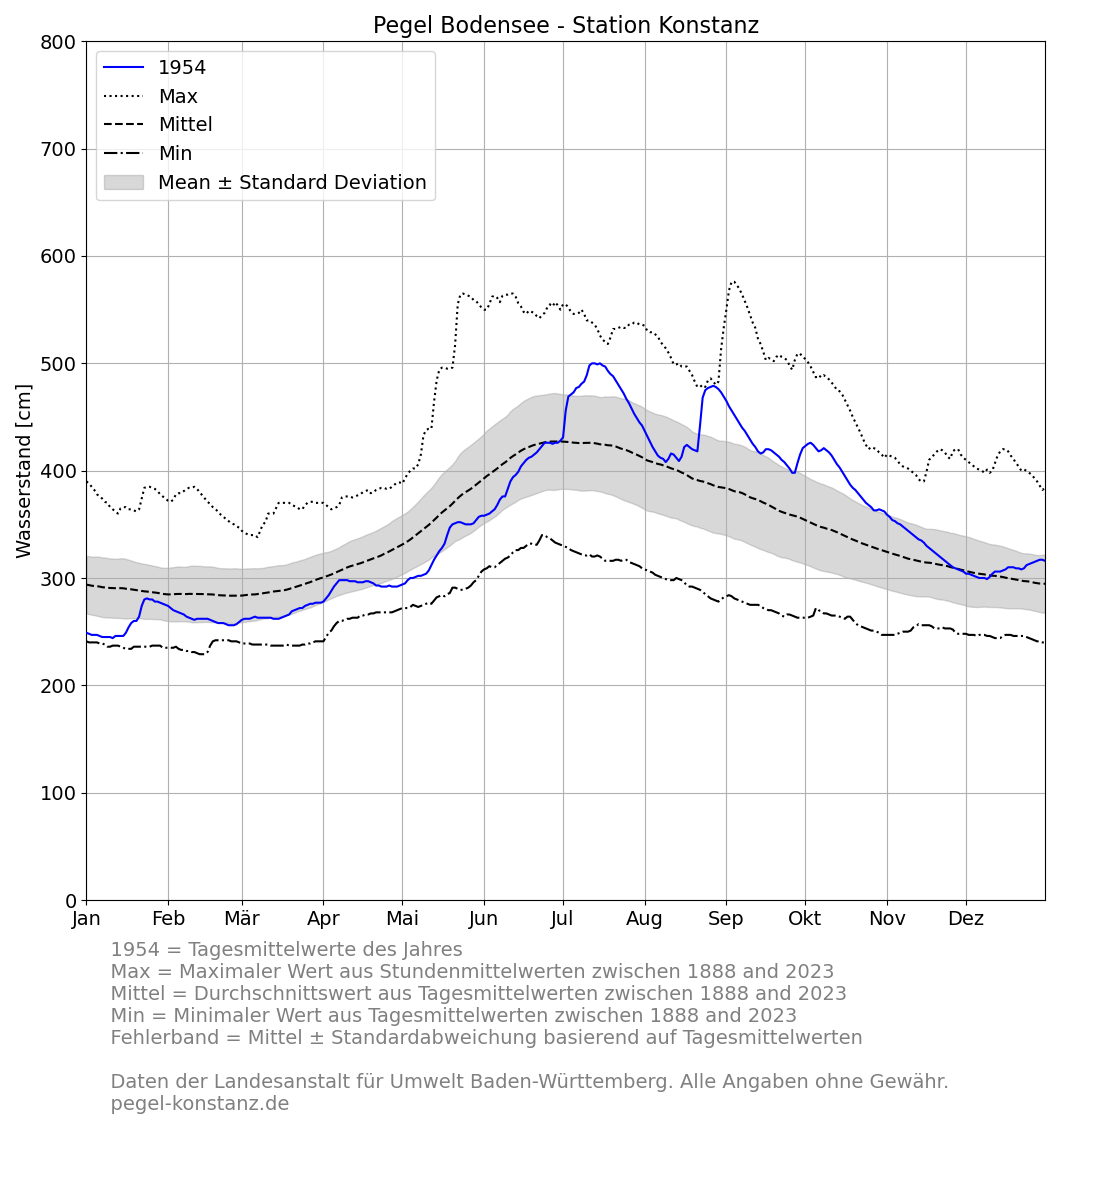 Pegel Bodensee - Station Konstanz
800
700
600
500
400
300
200
100
0
Wasserstand [cm]
1954
Max
Mittel
Min
Mean ± Standard Deviation
Jan Feb Mär Apr Mai Jun Jul Aug Sep Okt Nov Dez
1954 = Tagesmittelwerte des Jahres
Max = Maximaler Wert aus Stundenmittelwerten zwischen 1888 and 2023
Mittel = Durchschnittswert aus Tagesmittelwerten zwischen 1888 and 2023
Min = Minimaler Wert aus Tagesmittelwerten zwischen 1888 and 2023
Fehlerband = Mittel ± Standardabweichung basierend auf Tagesmittelwerten
Daten der Landesanstalt für Umwelt Baden-Württemberg. Alle Angaben ohne Gewähr.
pegel-konstanz.de